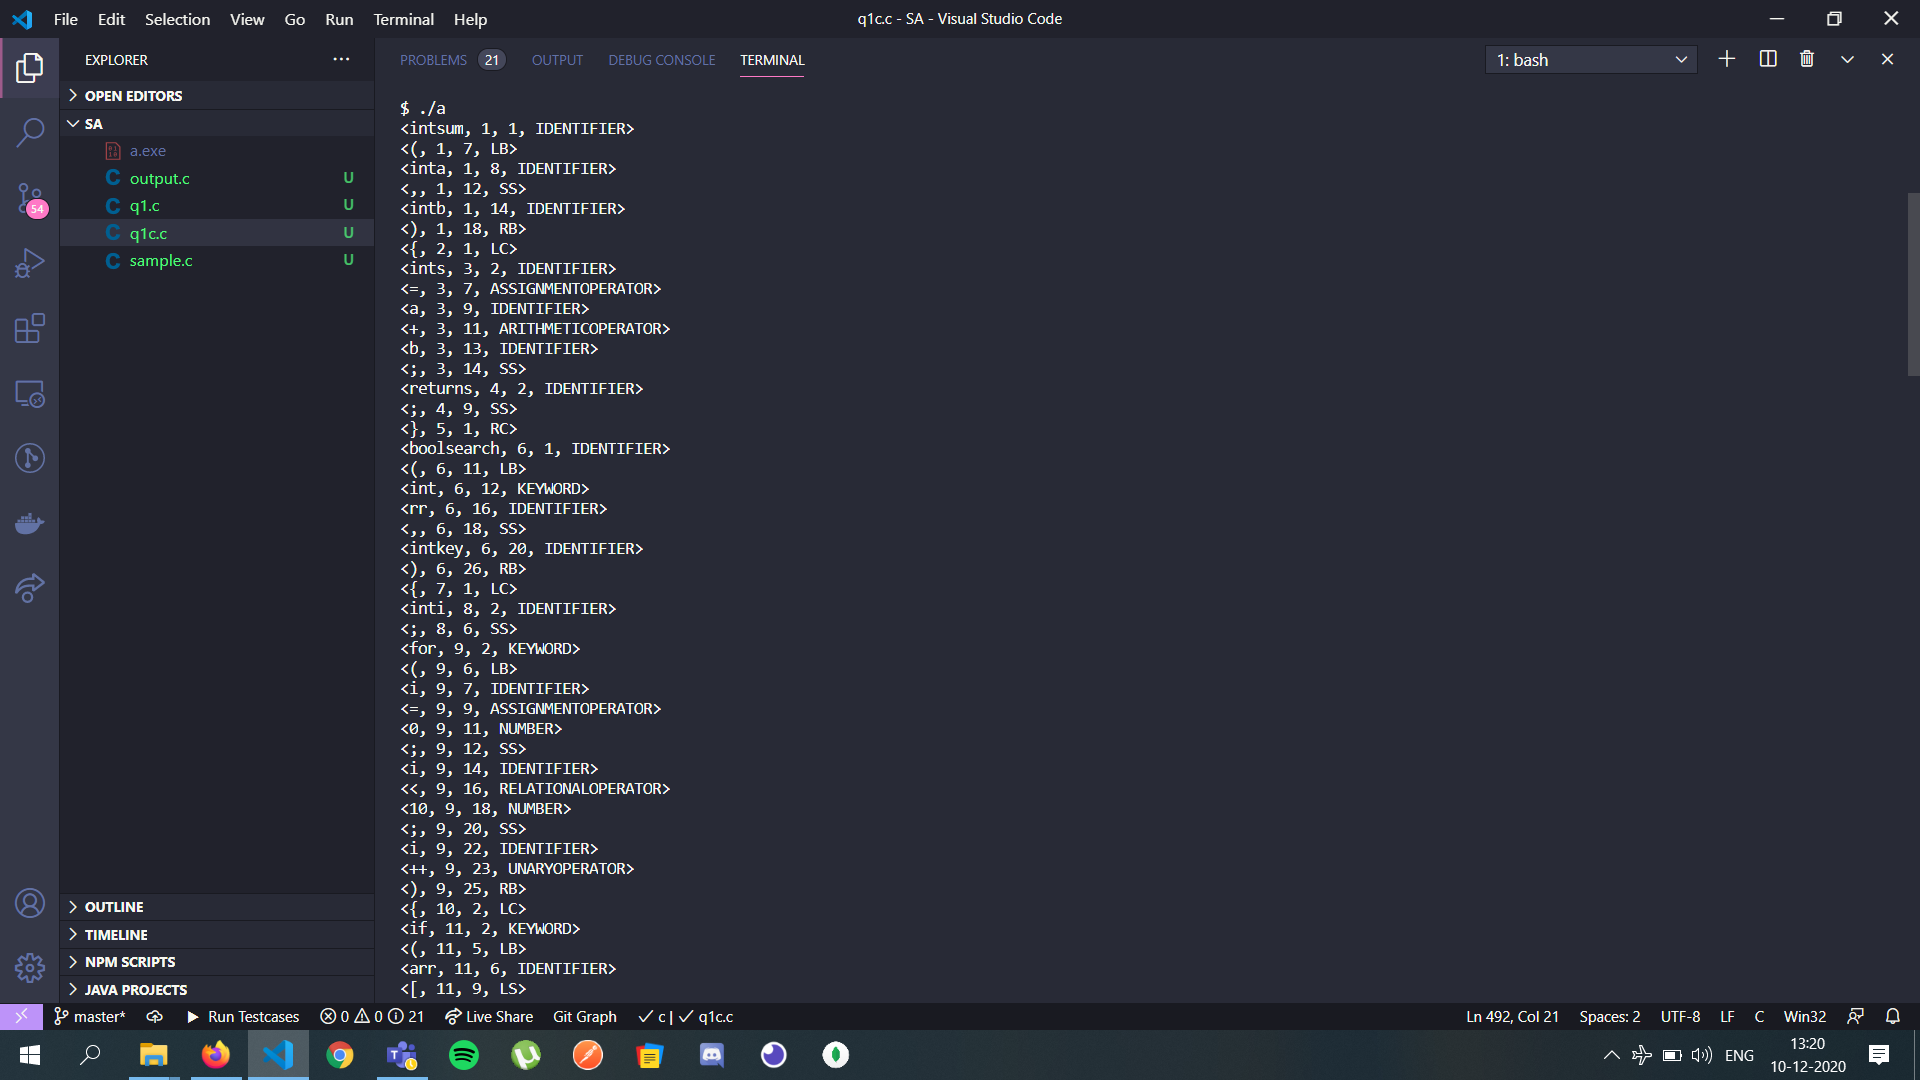 File Edit Selection View Go Run Terminal Help
q1c.c - SA - Visual Studio Code
EXPLORER
OPEN EDITORS
SA
a.exe
output.c U
q1.c U
q1c.c U
sample.c U
54
OUTLINE
TIMELINE
NPM SCRIPTS
JAVA PROJECTS
PROBLEMS 21 OUTPUT DEBUG CONSOLE TERMINAL
1: bash
$ ./a
<intsum, 1, 1, IDENTIFIER>
<(, 1, 7, LB>
<inta, 1, 8, IDENTIFIER>
<,, 1, 12, SS>
<intb, 1, 14, IDENTIFIER>
<), 1, 18, RB>
<{, 2, 1, LC>
<ints, 3, 2, IDENTIFIER>
<=, 3, 7, ASSIGNMENTOPERATOR>
<a, 3, 9, IDENTIFIER>
<+, 3, 11, ARITHMETICOPERATOR>
<b, 3, 13, IDENTIFIER>
<;, 3, 14, SS>
<returns, 4, 2, IDENTIFIER>
<;, 4, 9, SS>
<}, 5, 1, RC>
<boolsearch, 6, 1, IDENTIFIER>
<(, 6, 11, LB>
<int, 6, 12, KEYWORD>
<rr, 6, 16, IDENTIFIER>
<,, 6, 18, SS>
<intkey, 6, 20, IDENTIFIER>
<), 6, 26, RB>
<{, 7, 1, LC>
<inti, 8, 2, IDENTIFIER>
<;, 8, 6, SS>
<for, 9, 2, KEYWORD>
<(, 9, 6, LB>
<i, 9, 7, IDENTIFIER>
<=, 9, 9, ASSIGNMENTOPERATOR>
<0, 9, 11, NUMBER>
<;, 9, 12, SS>
<i, 9, 14, IDENTIFIER>
<<, 9, 16, RELATIONALOPERATOR>
<10, 9, 18, NUMBER>
<;, 9, 20, SS>
<i, 9, 22, IDENTIFIER>
<++, 9, 23, UNARYOPERATOR>
<), 9, 25, RB>
<{, 10, 2, LC>
<if, 11, 2, KEYWORD>
<(, 11, 5, LB>
<arr, 11, 6, IDENTIFIER>
<[, 11, 9, LS>
master* Run Testcases 0 0 21 Live Share Git Graph c | q1c.c Ln 492, Col 21 Spaces: 2 UTF-8 LF C Win32
ENG
13:20
10-12-2020